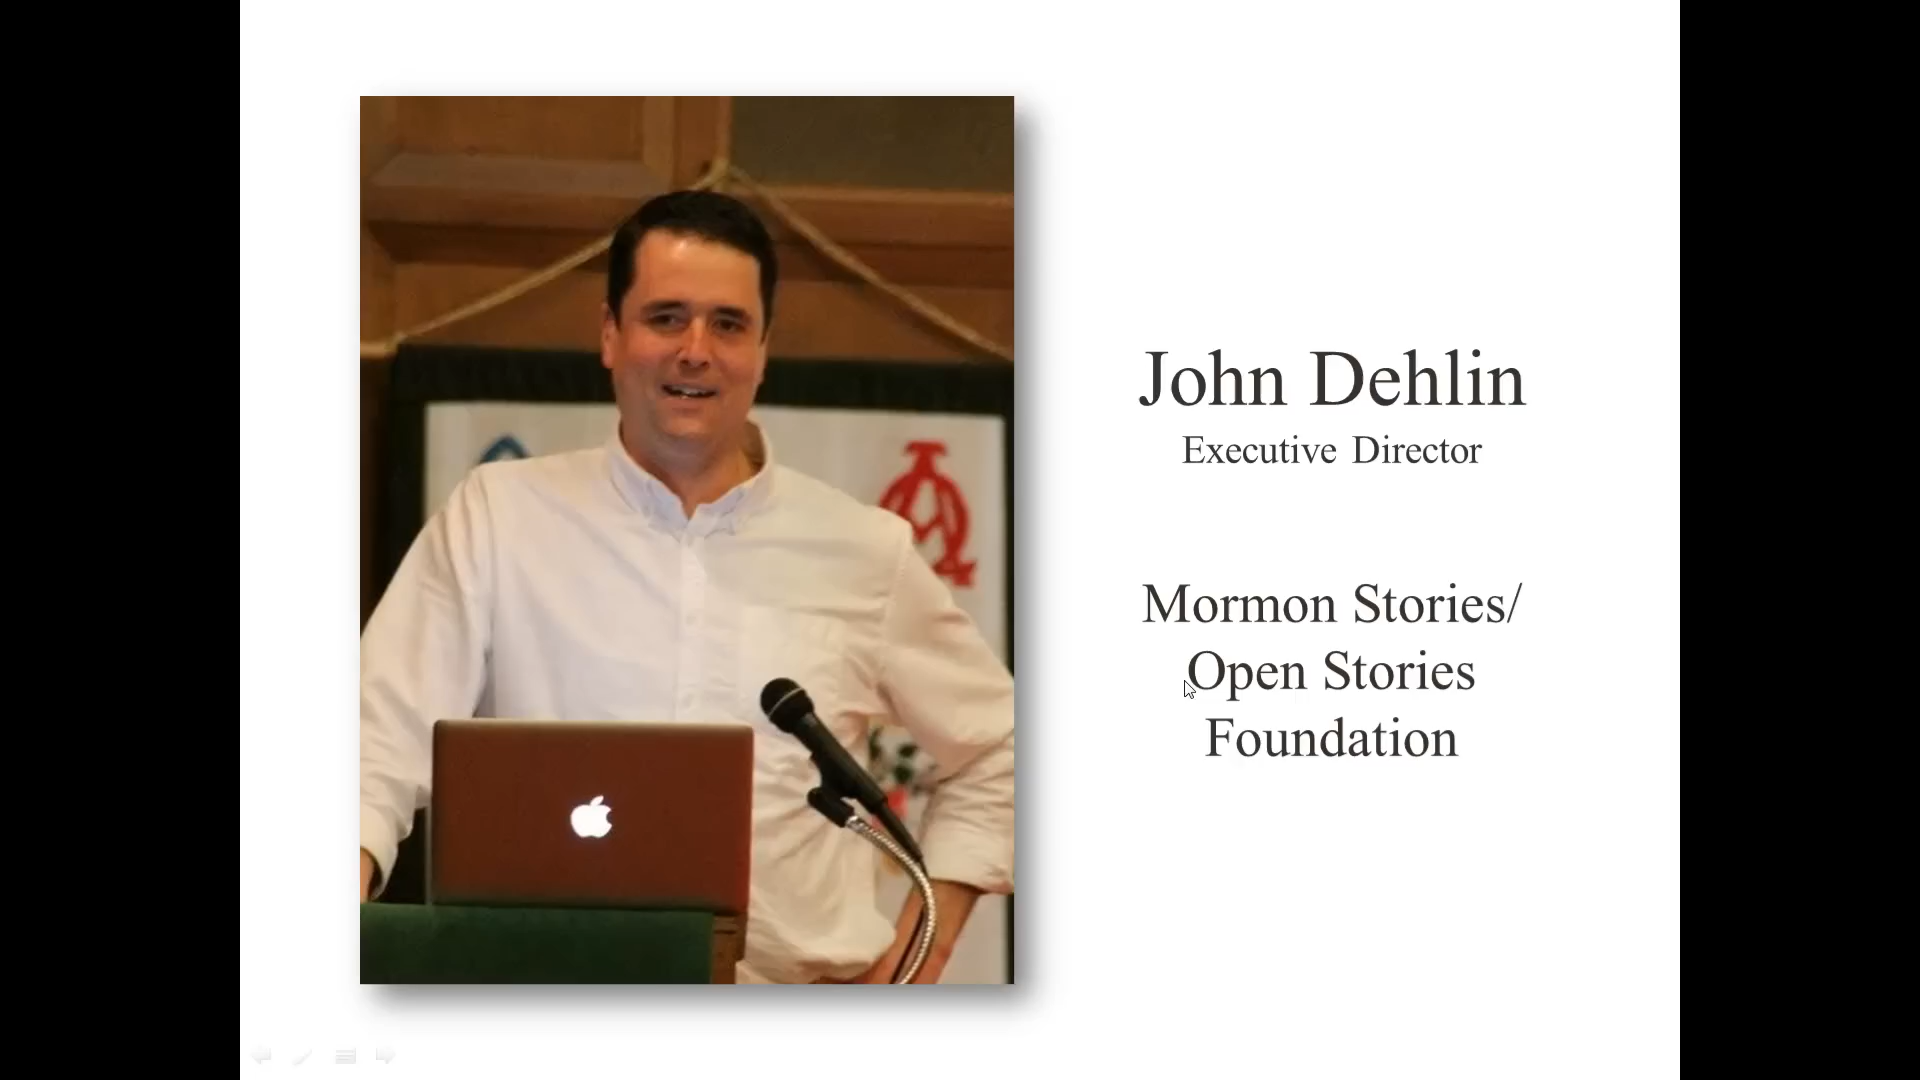 John Dehlin
Executive Director
Mormon Stories/
Open Stories
Foundation